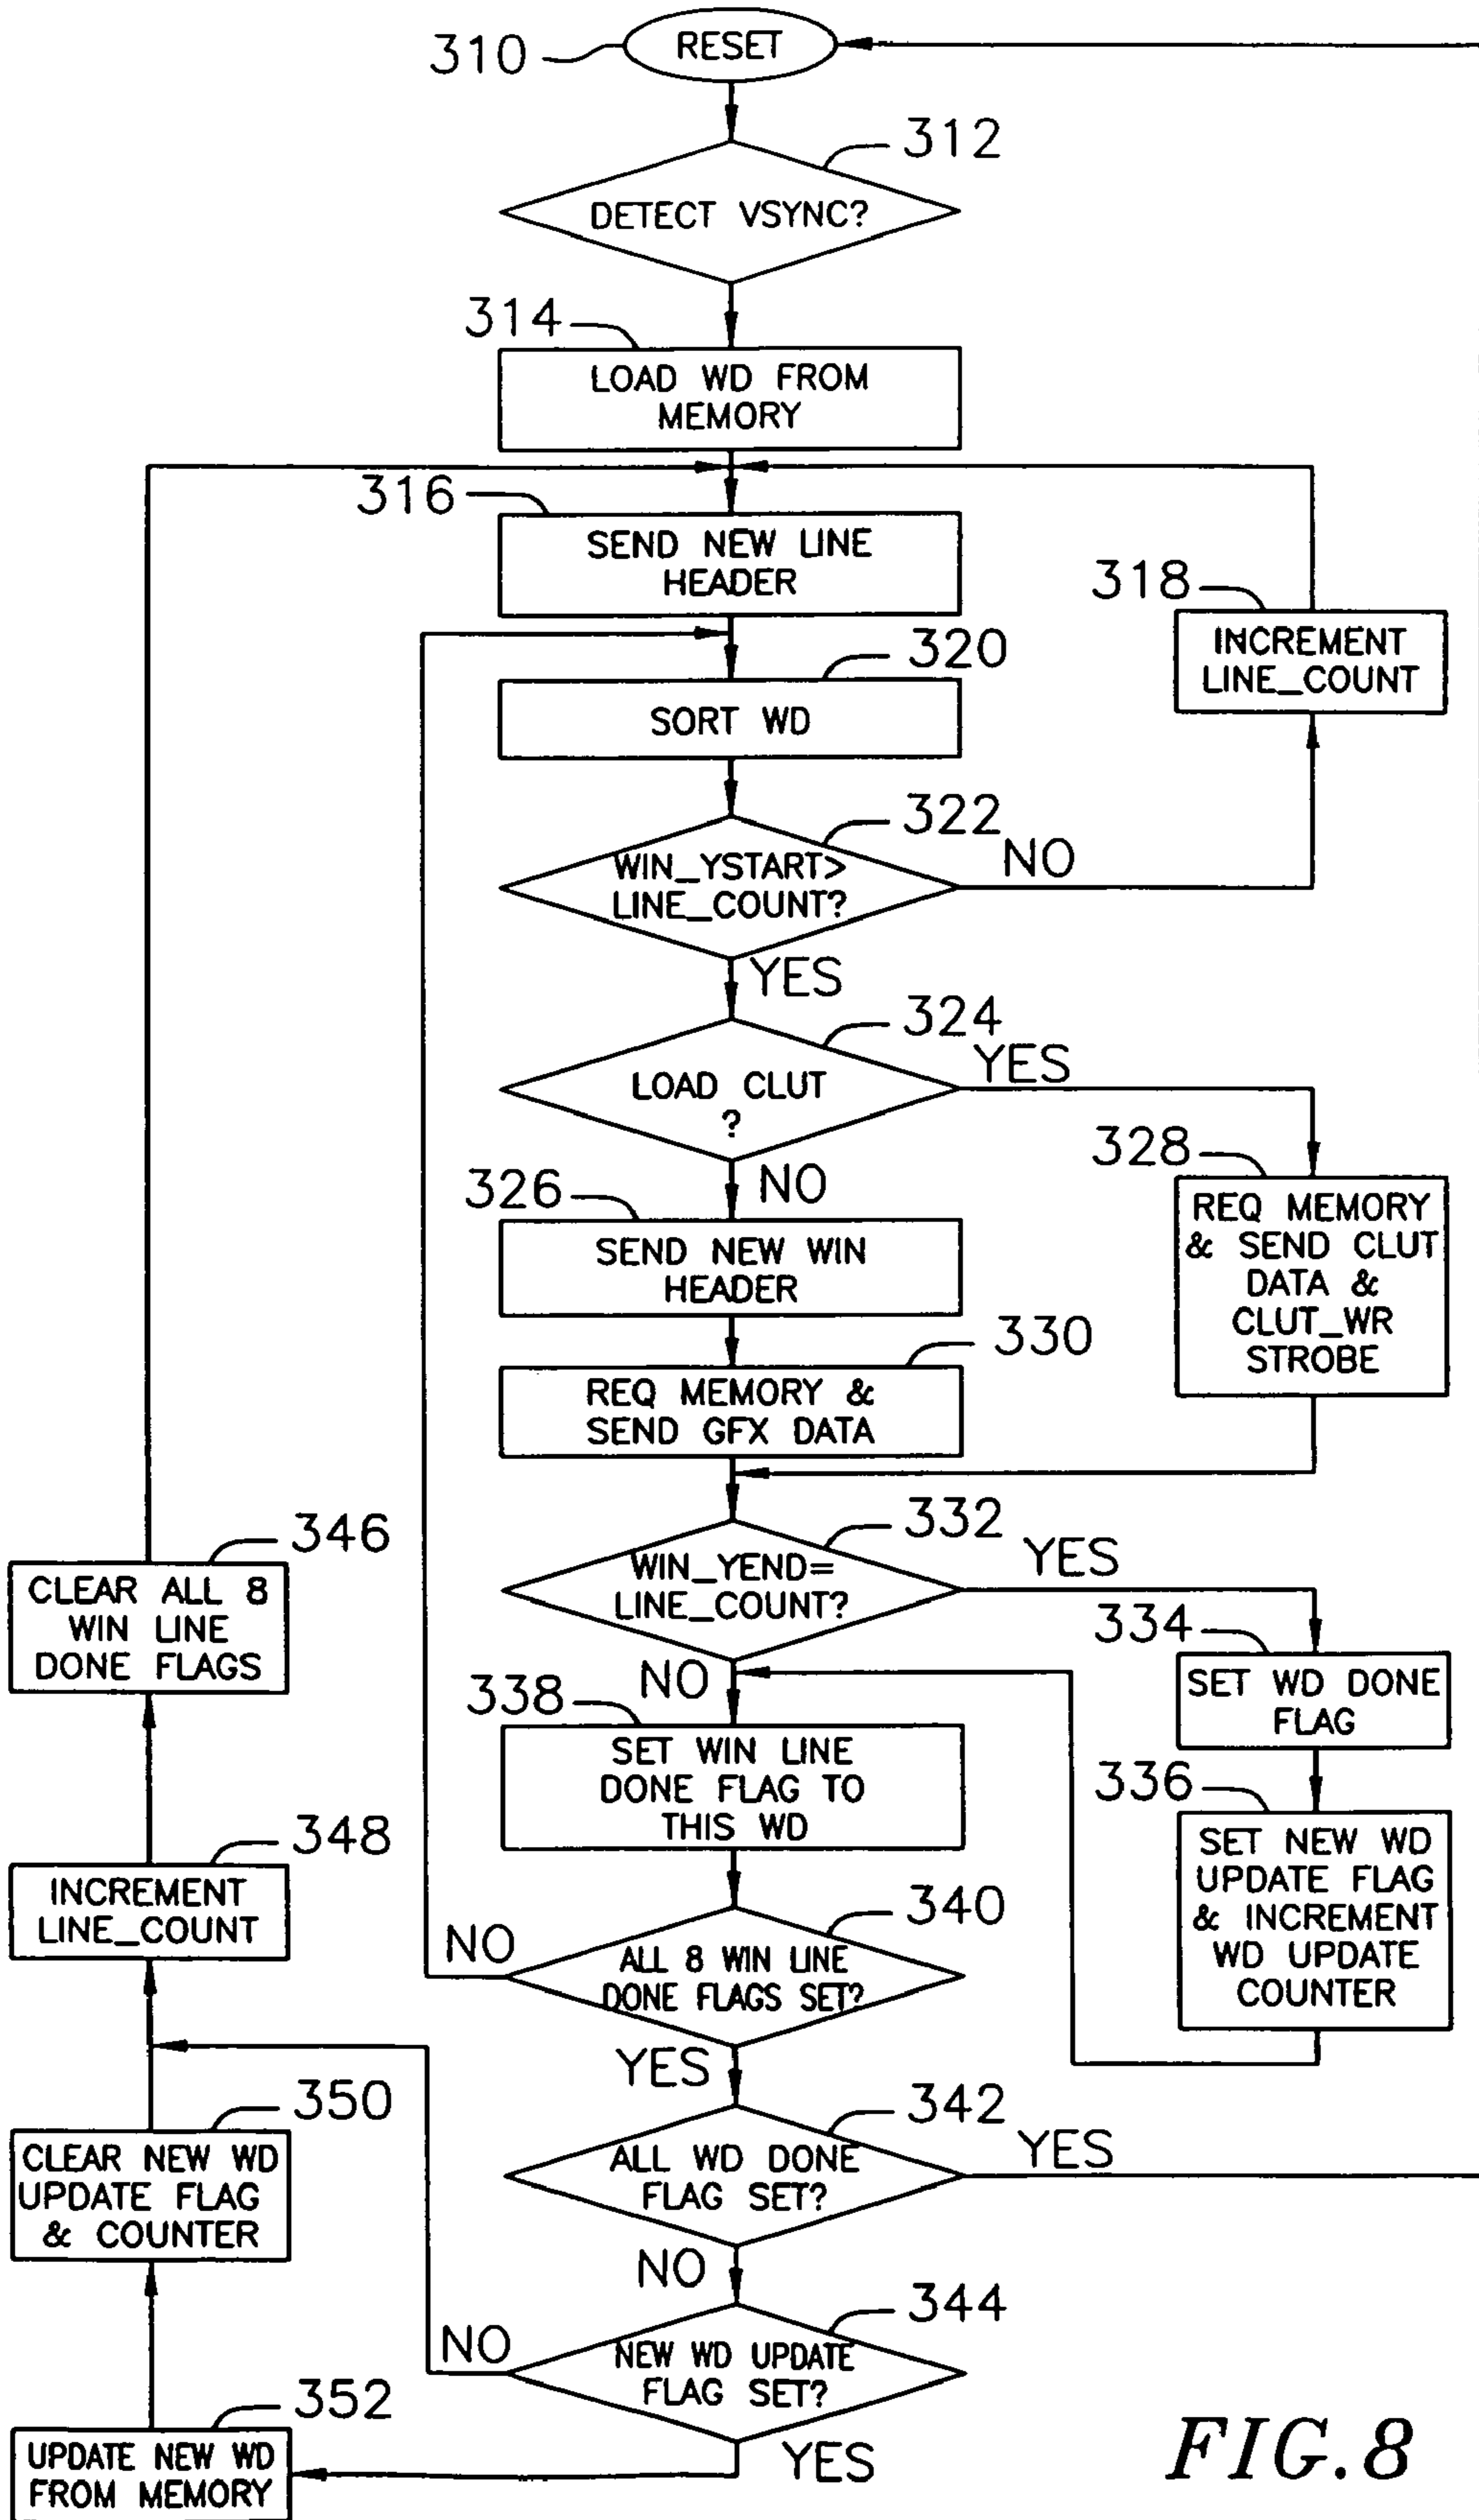 310
RESET
312
DETECT VSYNC?
314
LOAD WD FROM
MEMORY
316
SEND NEW LINE
HEADER
318
INCREMENT
LINE_COUNT
320
SORT WD
322
WIN_YSTART>
LINE_COUNT?
NO
YES
324
LOAD CLUT
?
YES
NO
326
SEND NEW WIN
HEADER
328
REQ MEMORY
& SEND CLUT
DATA &
CLUT_WR
STROBE
330
REQ MEMORY &
SEND GFX DATA
332
WIN_YEND=
LINE_COUNT?
YES
NO
334
SET WD DONE
FLAG
336
SET NEW WD
UPDATE FLAG
& INCREMENT
WD UPDATE
COUNTER
338
SET WIN LINE
DONE FLAG TO
THIS WD
340
ALL 8 WIN LINE
DONE FLAGS SET?
NO
YES
342
ALL WD DONE
FLAG SET?
YES
NO
344
NEW WD UPDATE
FLAG SET?
NO
YES
346
CLEAR ALL 8
WIN LINE
DONE FLAGS
348
INCREMENT
LINE_COUNT
350
CLEAR NEW WD
UPDATE FLAG
& COUNTER
352
UPDATE NEW WD
FROM MEMORY
FIG.8